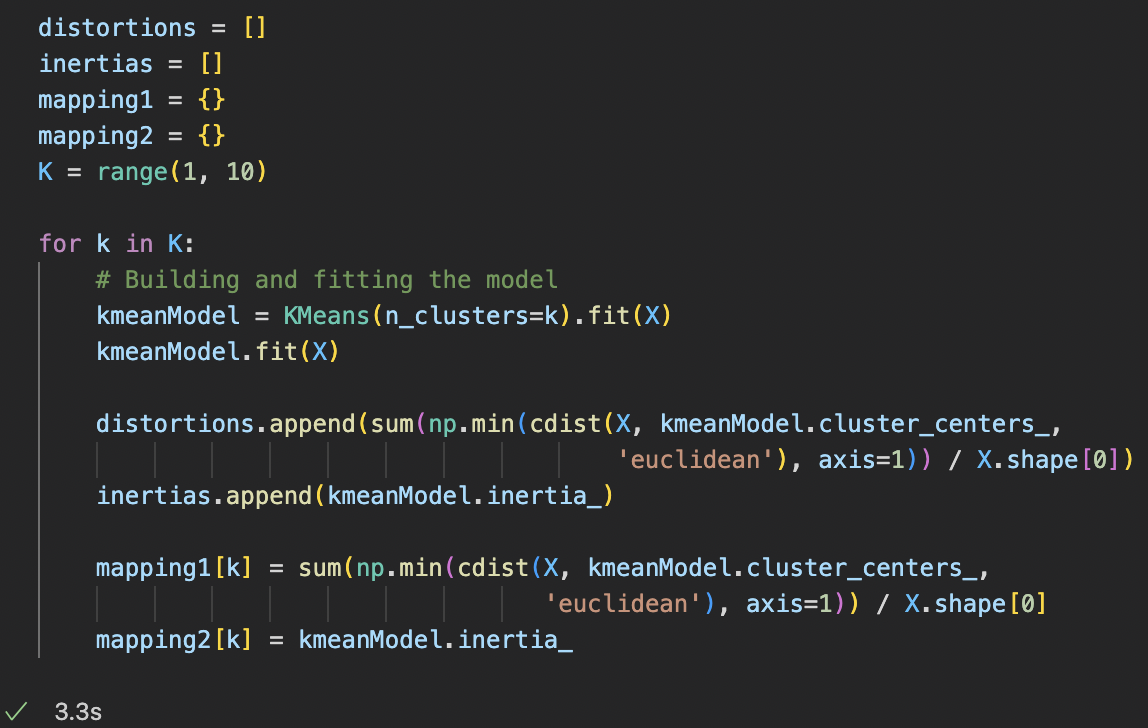 distortions = []
inertias = []
mapping1 = {}
mapping2 = {}
K = range(1, 10)

for k in K:
    # Building and fitting the model
    kmeanModel = KMeans(n_clusters=k).fit(X)
    kmeanModel.fit(X)

    distortions.append(sum(np.min(cdist(X, kmeanModel.cluster_centers_,
                                        'euclidean'), axis=1)) / X.shape[0])
    inertias.append(kmeanModel.inertia_)

    mapping1[k] = sum(np.min(cdist(X, kmeanModel.cluster_centers_,
                                   'euclidean'), axis=1)) / X.shape[0]
    mapping2[k] = kmeanModel.inertia_

3.3s